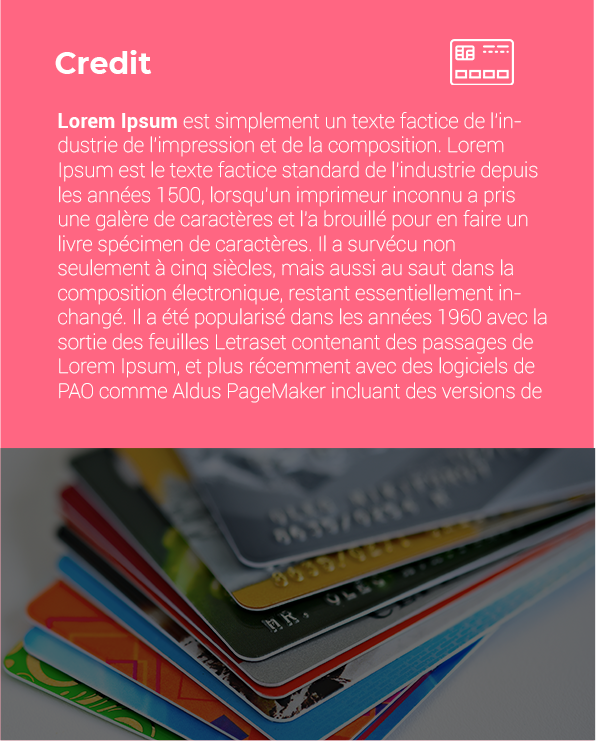 Credit
Lorem Ipsum est simplement un texte factice de l'in-
dustrie de l'impression et de la composition. Lorem
Ipsum est le texte factice standard de l'industrie depuis
les années 1500, lorsqu'un imprimeur inconnu a pris
une galère de caractères et l'a brouillé pour en faire un
livre spécimen de caractères. Il a survécu non
seulement à cinq siècles, mais aussi au saut dans la
composition électronique, restant essentiellement in-
changé. Il a été popularisé dans les années 1960 avec la
sortie des feuilles Letraset contenant des passages de
Lorem Ipsum, et plus récemment avec des logiciels de
PAO comme Aldus PageMaker incluant des versions de
MR.